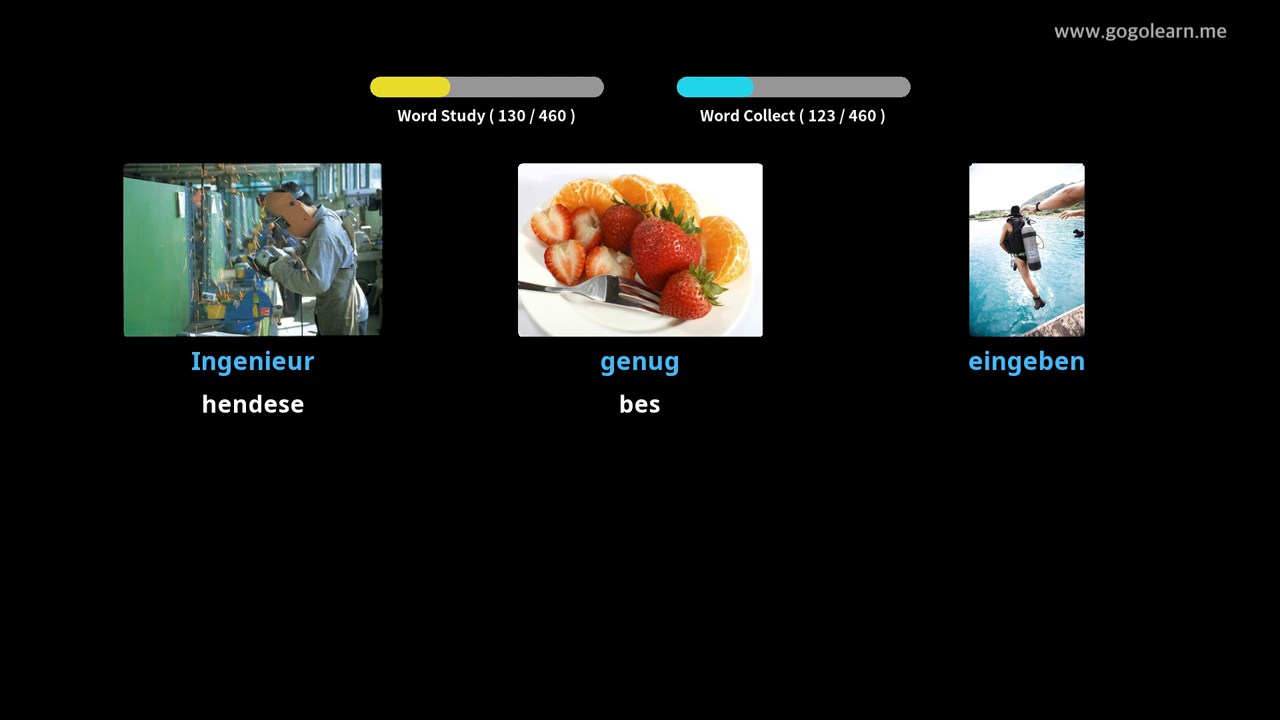 www.gogolearn.me
Word Study ( 130 / 460 )
Word Collect ( 123 / 460 )
Ingenieur
hendese
genug
bes
eingeben